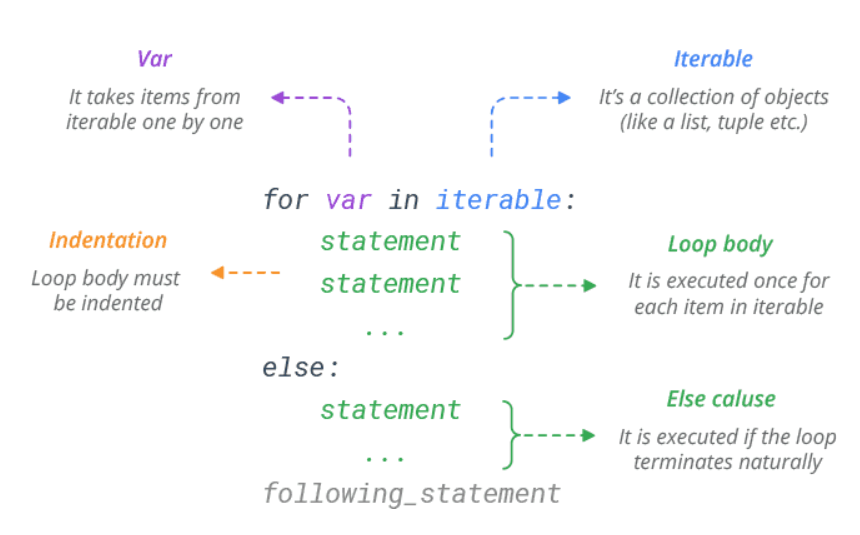 Var
It takes items from
iterable one by one
Iterable
It's a collection of objects
(like a list, tuple etc.)
for var in iterable:
Indentation
Loop body must
be indented
statement
statement
...
Loop body
It is executed once for
each item in iterable
else:
statement
...
Else caluse
It is executed if the loop
terminates naturally
following_statement